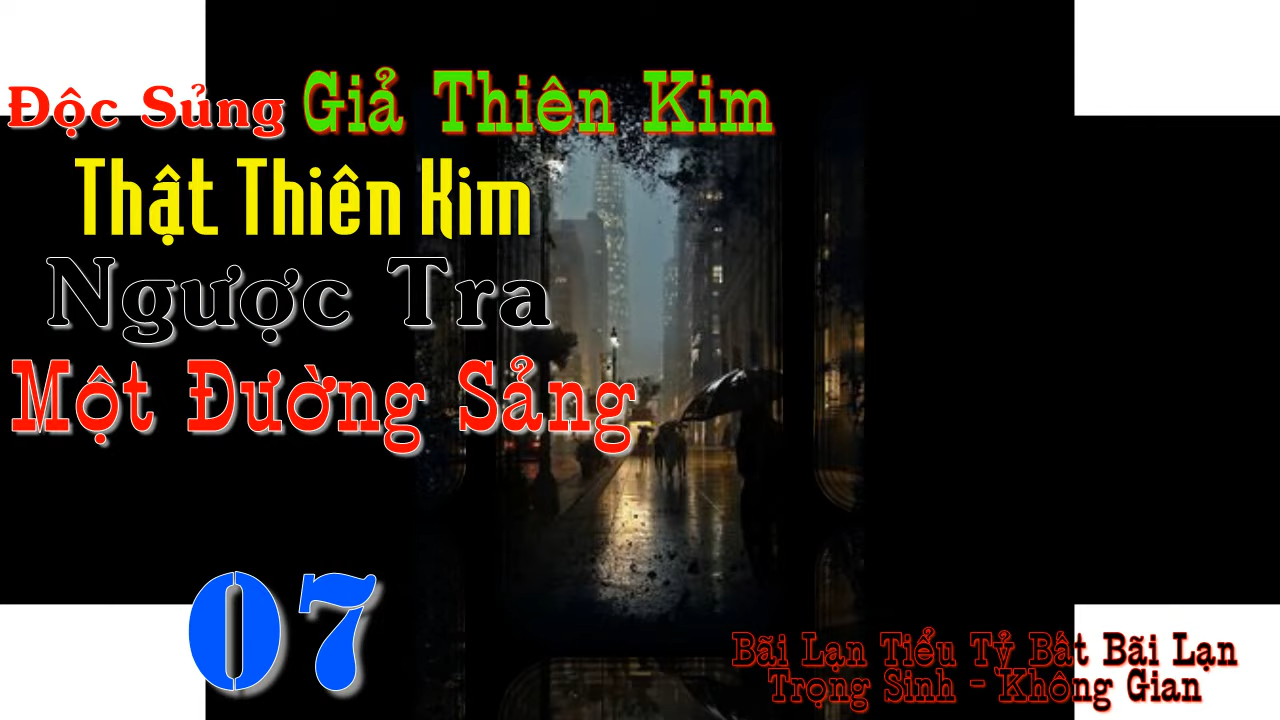 Độc Sủng Giả Thiên Kim
Thật Thiên Kim
Ngược Tra
Một Đường Sảng
07
Bãi Lạn Tiểu Tỷ Bât Bãi Lạn
Trọng Sinh - Không Gian